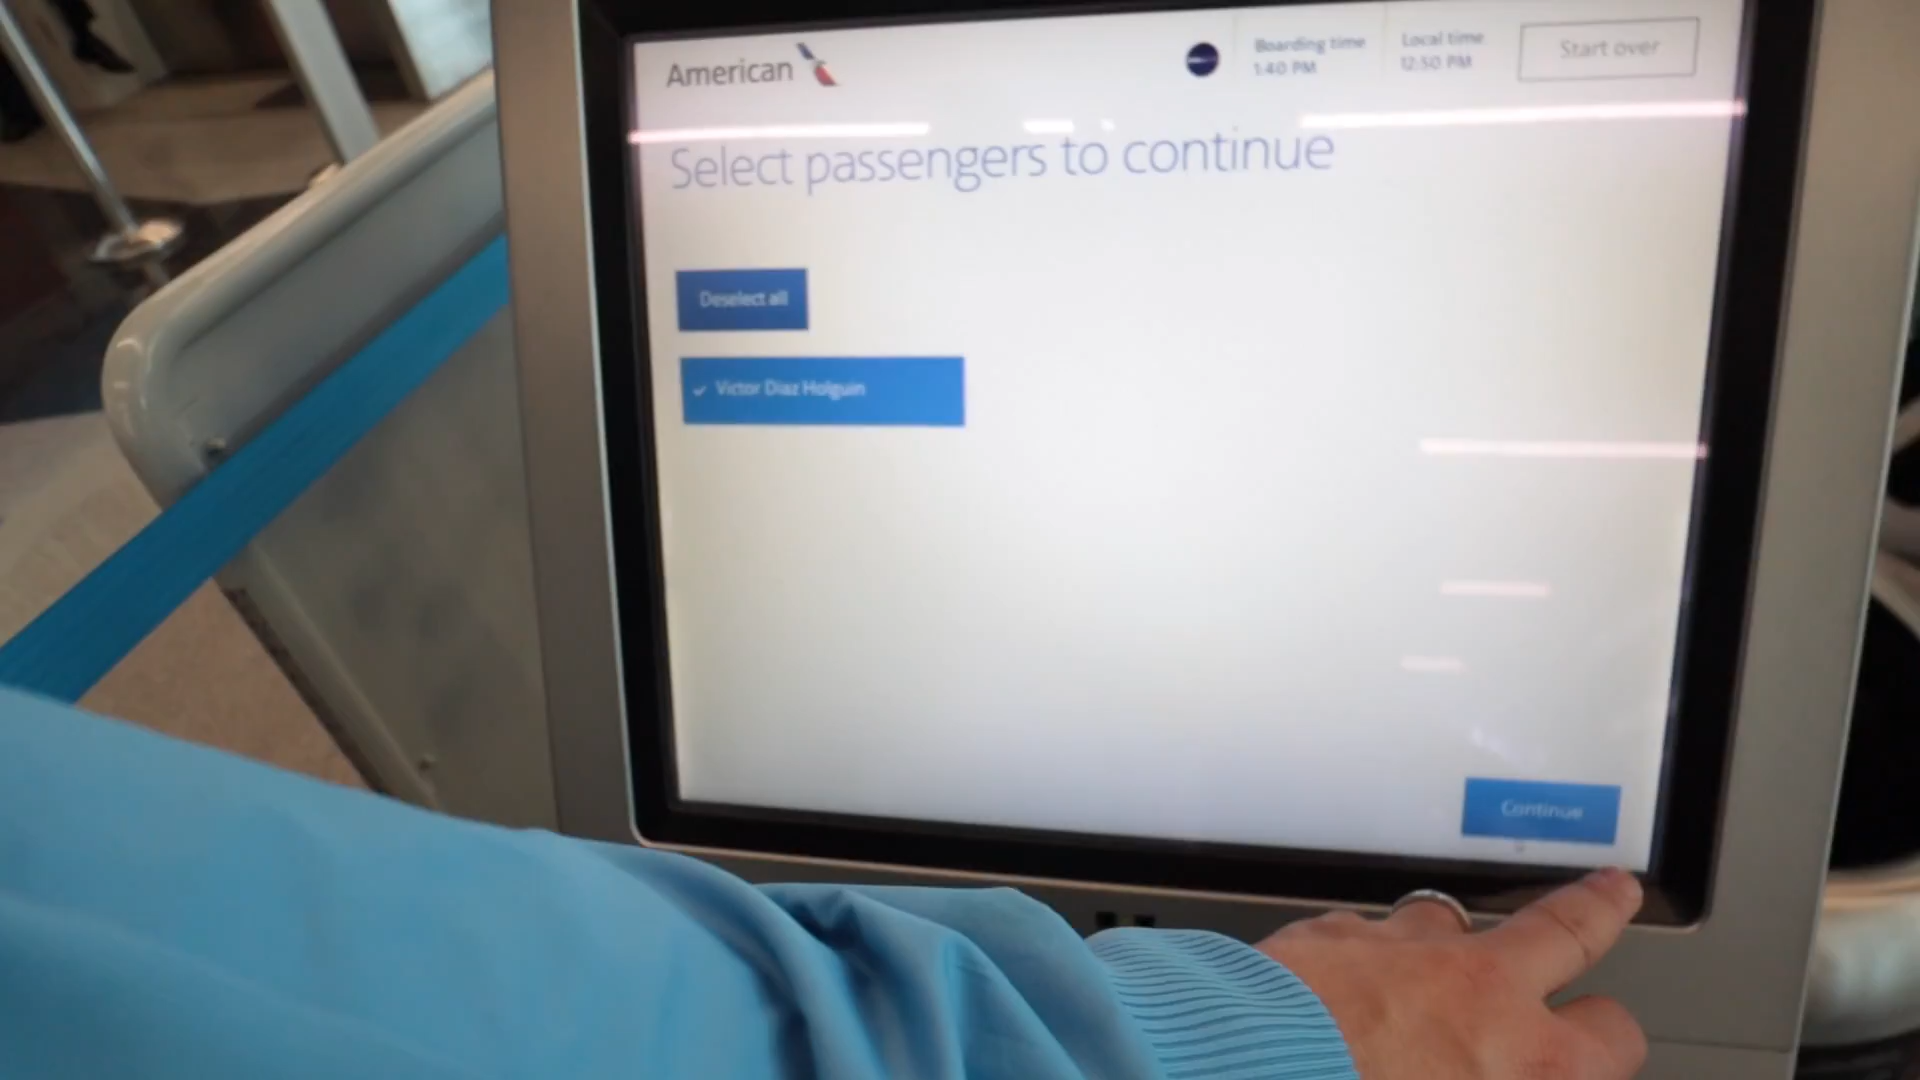 American
Boarding time
1:40 PM
Local time
12:50 PM
Start over
Select passengers to continue
Deselect all
Victor Diaz Holguin
Continue